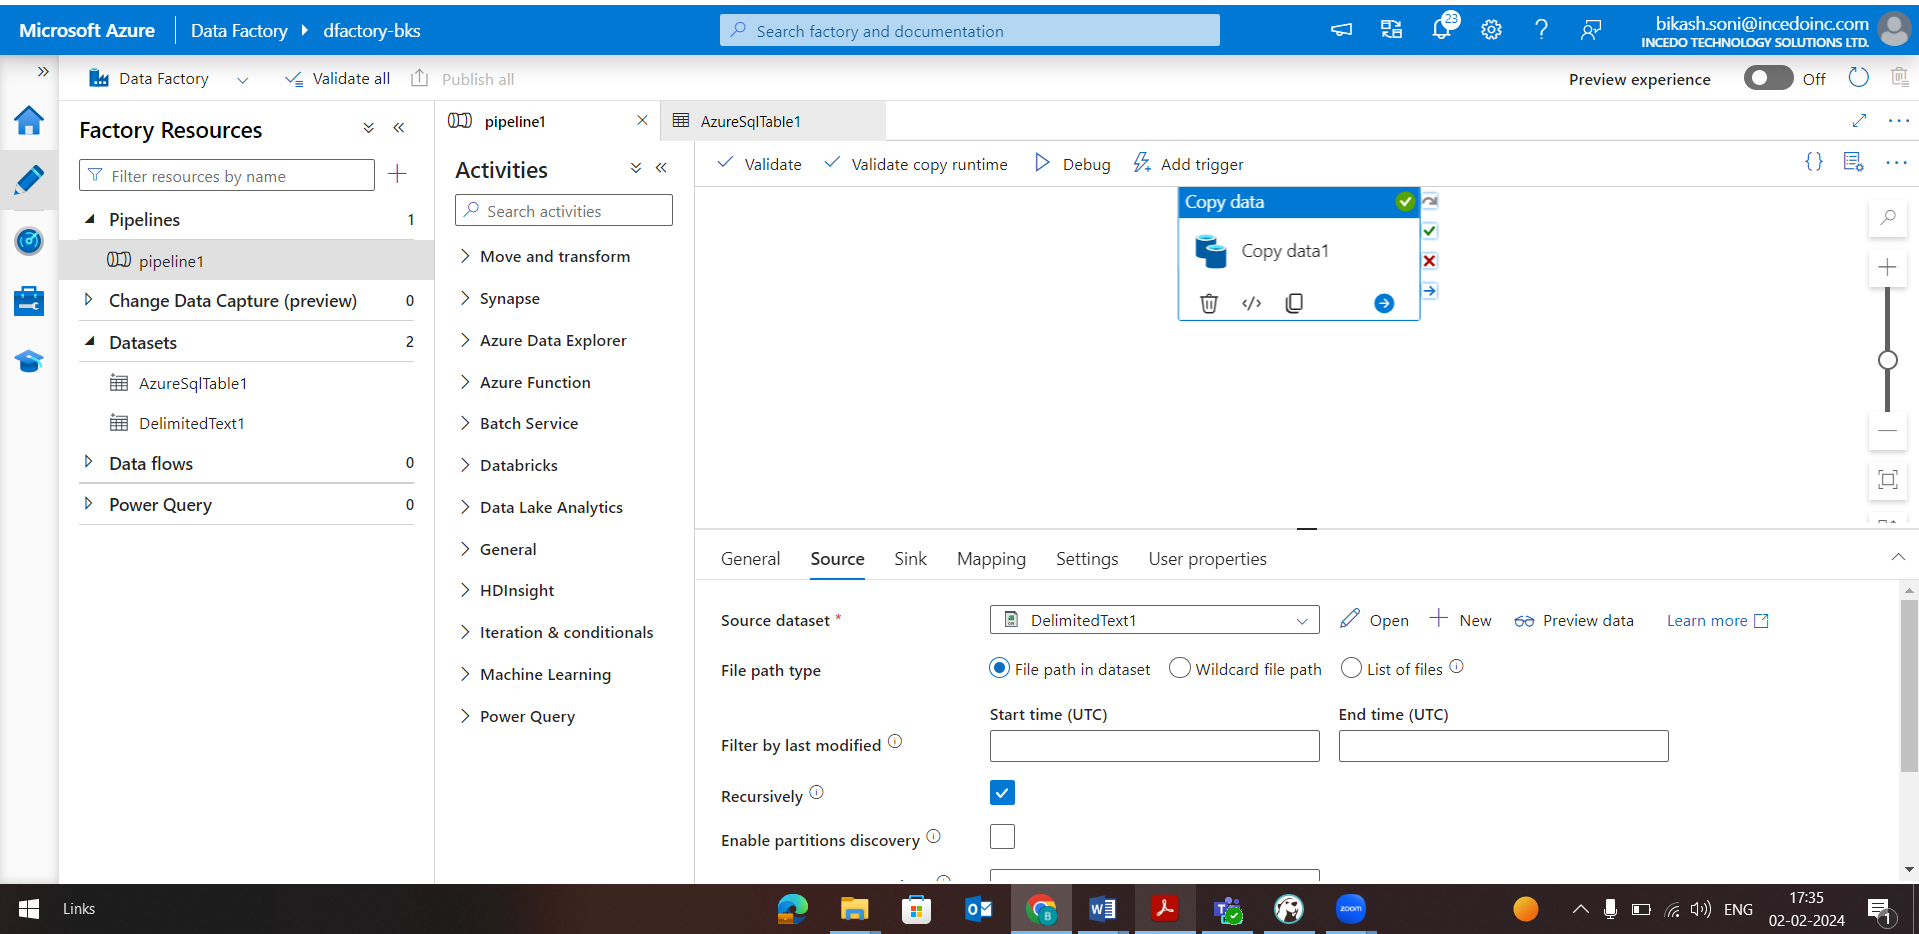 Microsoft Azure
Data Factory
dfactory-bks
Search factory and documentation
23
bikash.soni@incedoinc.com
INCEDO TECHNOLOGY SOLUTIONS LTD.
Data Factory
Validate all
Publish all
Preview experience
Off
Factory Resources
Filter resources by name
Pipelines 1
pipeline1
Change Data Capture (preview) 0
Datasets 2
AzureSqlTable1
DelimitedText1
Data flows 0
Power Query 0
pipeline1
AzureSqlTable1
Activities
Search activities
Move and transform
Synapse
Azure Data Explorer
Azure Function
Batch Service
Databricks
Data Lake Analytics
General
HDInsight
Iteration & conditionals
Machine Learning
Power Query
Validate
Validate copy runtime
Debug
Add trigger
Copy data
Copy data1
General
Source
Sink
Mapping
Settings
User properties
Source dataset *
DelimitedText1
Open
New
Preview data
Learn more
File path type
File path in dataset
Wildcard file path
List of files
Start time (UTC)
End time (UTC)
Filter by last modified
Recursively
Enable partitions discovery
Links
zoom
ENG
17:35
02-02-2024
1